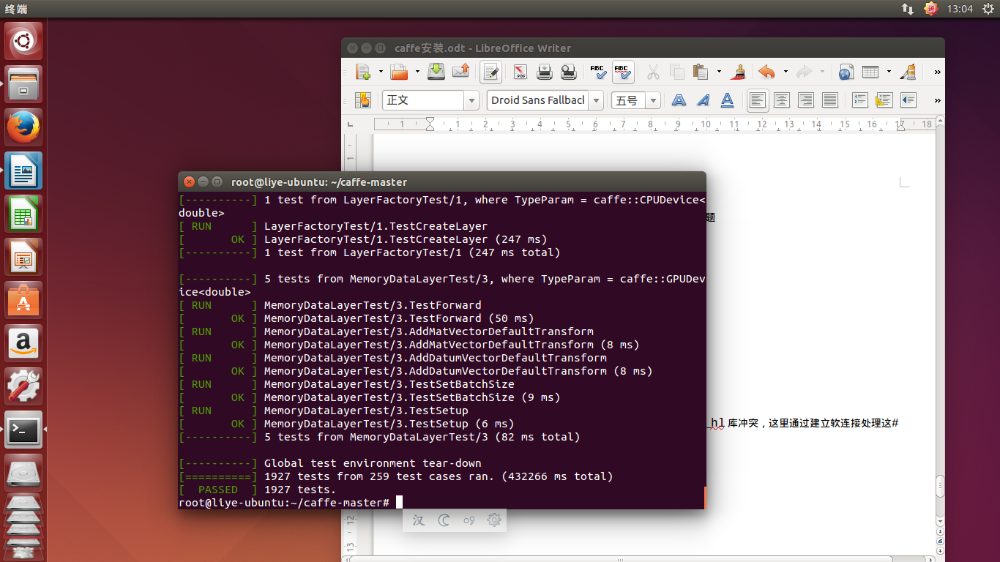 终端
13:04
caffe安装.odt - LibreOffice Writer
正文
Droid Sans Fallbacl
五号
1 1 2 3 4 5 6 7 8 9 10 11 12 13 14 15 16 17 18
1
题
root@liye-ubuntu: ~/caffe-master
[----------] 1 test from LayerFactoryTest/1, where TypeParam = caffe::CPUDevice<
double>
[ RUN      ] LayerFactoryTest/1.TestCreateLayer
[       OK ] LayerFactoryTest/1.TestCreateLayer (247 ms)
[----------] 1 test from LayerFactoryTest/1 (247 ms total)
[----------] 5 tests from MemoryDataLayerTest/3, where TypeParam = caffe::GPUDev
ice<double>
[ RUN      ] MemoryDataLayerTest/3.TestForward
[       OK ] MemoryDataLayerTest/3.TestForward (50 ms)
[ RUN      ] MemoryDataLayerTest/3.AddMatVectorDefaultTransform
[       OK ] MemoryDataLayerTest/3.AddMatVectorDefaultTransform (8 ms)
[ RUN      ] MemoryDataLayerTest/3.AddDatumVectorDefaultTransform
[       OK ] MemoryDataLayerTest/3.AddDatumVectorDefaultTransform (8 ms)
[ RUN      ] MemoryDataLayerTest/3.TestSetBatchSize
[       OK ] MemoryDataLayerTest/3.TestSetBatchSize (9 ms)
[ RUN      ] MemoryDataLayerTest/3.TestSetup
[       OK ] MemoryDataLayerTest/3.TestSetup (6 ms)
[----------] 5 tests from MemoryDataLayerTest/3 (82 ms total)
[----------] Global test environment tear-down
[==========] 1927 tests from 259 test cases ran. (432266 ms total)
[  PASSED  ] 1927 tests.
root@liye-ubuntu:~/caffe-master#
_hl 库冲突，这里通过建立软连接处理这#
汉
12
13